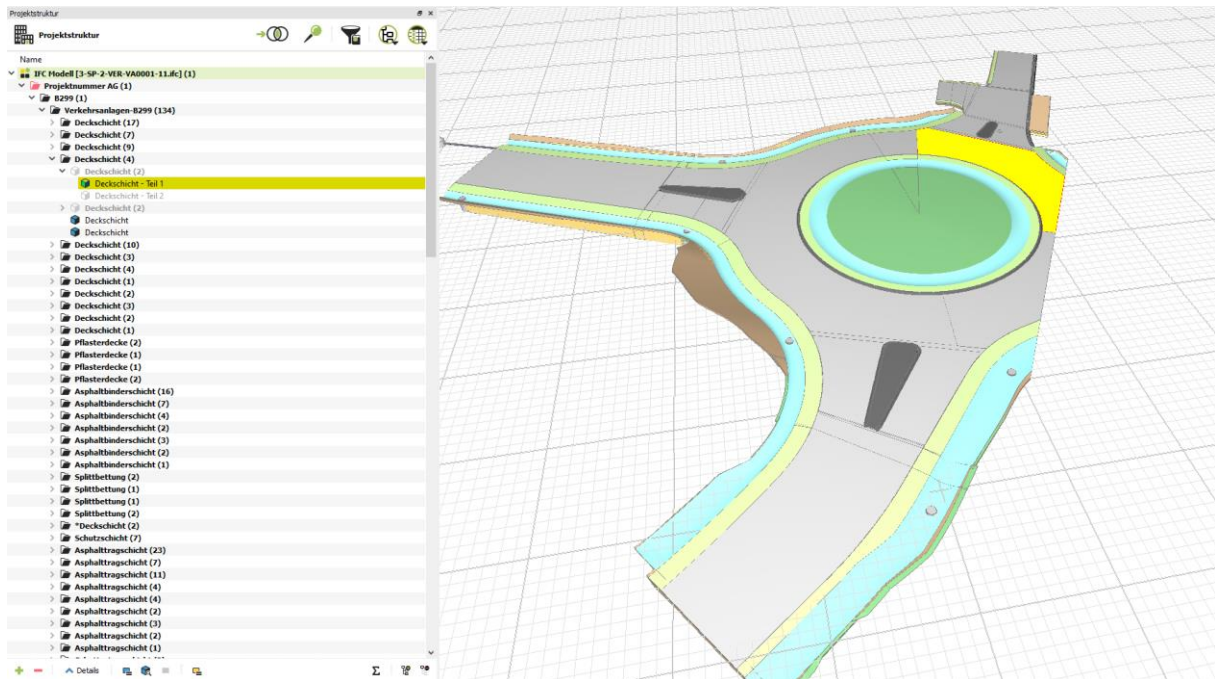 Projektstruktur
Projektstruktur
Name
IFC Modell [3-SP-2-VER-VA0001-11.ifc] (1)
Projektnummer AG (1)
B299 (1)
Verkehrsanlagen-B299 (134)
Deckschicht (17)
Deckschicht (7)
Deckschicht (9)
Deckschicht (4)
Deckschicht (2)
Deckschicht - Teil 1
Deckschicht - Teil 2
Deckschicht (2)
Deckschicht
Deckschicht
Deckschicht (10)
Deckschicht (3)
Deckschicht (4)
Deckschicht (1)
Deckschicht (2)
Deckschicht (3)
Deckschicht (2)
Deckschicht (1)
Pflasterdecke (2)
Pflasterdecke (1)
Pflasterdecke (1)
Pflasterdecke (2)
Asphaltbinderschicht (16)
Asphaltbinderschicht (7)
Asphaltbinderschicht (4)
Asphaltbinderschicht (2)
Asphaltbinderschicht (3)
Asphaltbinderschicht (2)
Asphaltbinderschicht (1)
Splittbettung (2)
Splittbettung (1)
Splittbettung (1)
Splittbettung (2)
*Deckschicht (2)
Schutzschicht (7)
Asphalttragschicht (23)
Asphalttragschicht (7)
Asphalttragschicht (11)
Asphalttragschicht (4)
Asphalttragschicht (4)
Asphalttragschicht (2)
Asphalttragschicht (3)
Asphalttragschicht (2)
Asphalttragschicht (1)
Details
Σ